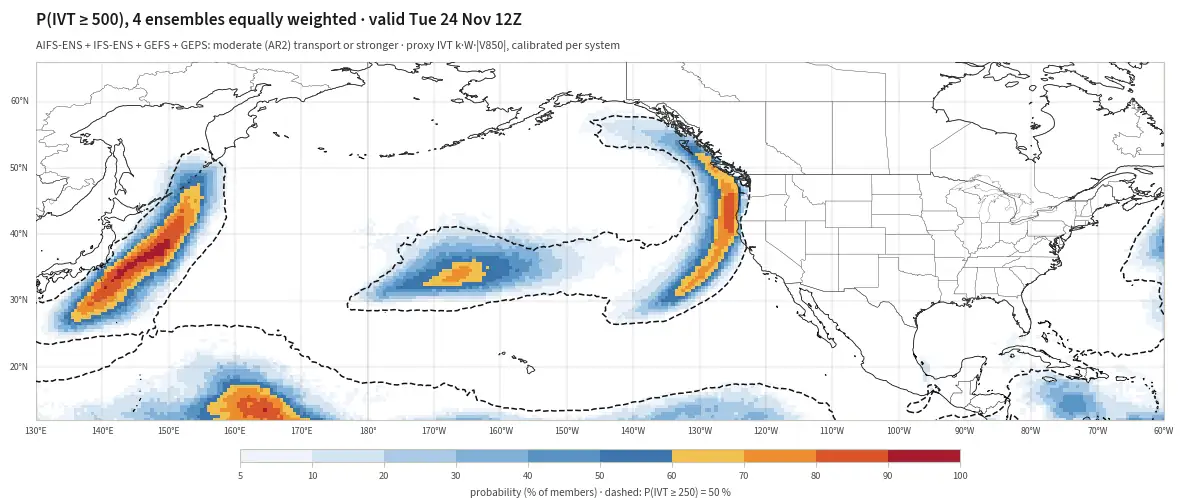 P(IVT ≥ 500), 4 ensembles equally weighted · valid Tue 24 Nov 12Z
AIFS-ENS + IFS-ENS + GEFS + GEPS: moderate (AR2) transport or stronger · proxy IVT k·W·|V850|, calibrated per system
60°N
50°N
40°N
30°N
20°N
130°E 140°E 150°E 160°E 170°E 180° 170°W 160°W 150°W 140°W 130°W 120°W 110°W 100°W 90°W 80°W 70°W 60°W
5 10 20 30 40 50 60 70 80 90 100
probability (% of members) · dashed: P(IVT ≥ 250) = 50 %